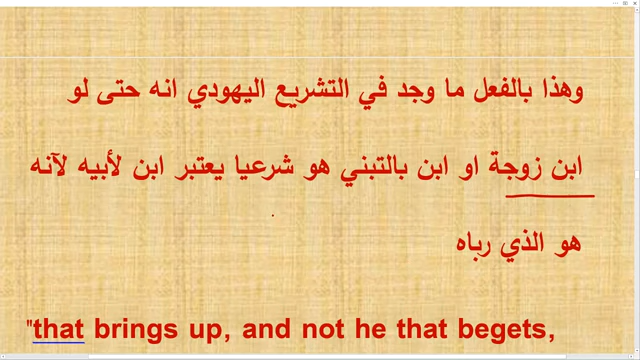 وهذا بالفعل ما وجد في التشريع اليهودي انه حتى لو
ابن زوجة او ابن بالتبني هو شرعيا يعتبر ابن لأبيه لآنه
هو الذي رباه
"that brings up, and not he that begets,